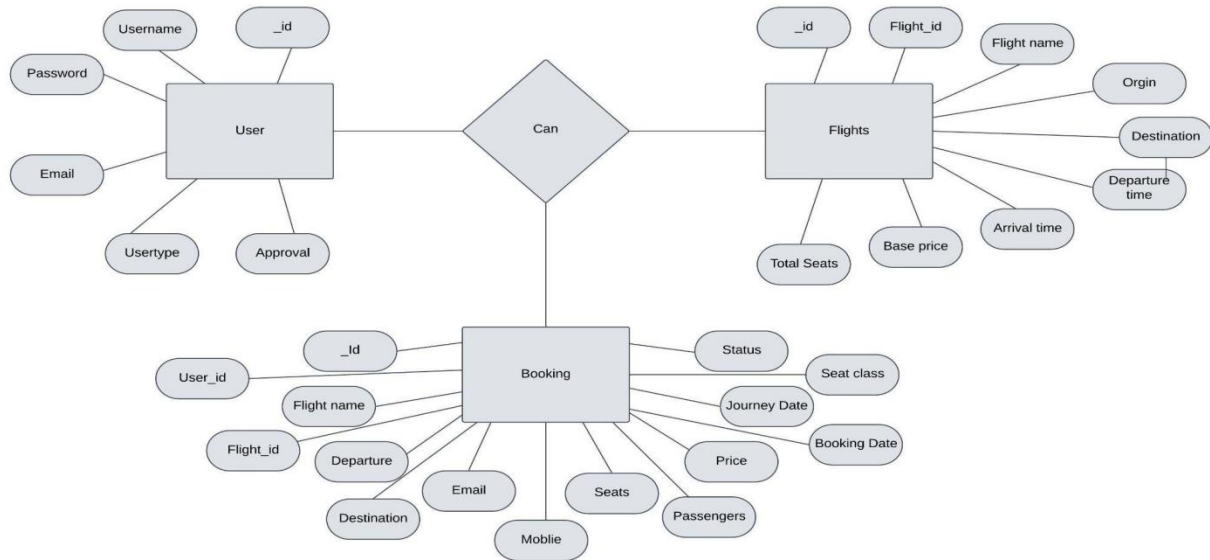 Username
_id
Password
User
Email
Usertype
Approval
Can
_id
Flight_id
Flight name
Orgin
Flights
Destination
Departure
time
Arrival time
Base price
Total Seats
_Id
User_id
Flight name
Flight_id
Departure
Destination
Booking
Email
Moblie
Seats
Passengers
Price
Booking Date
Journey Date
Seat class
Status